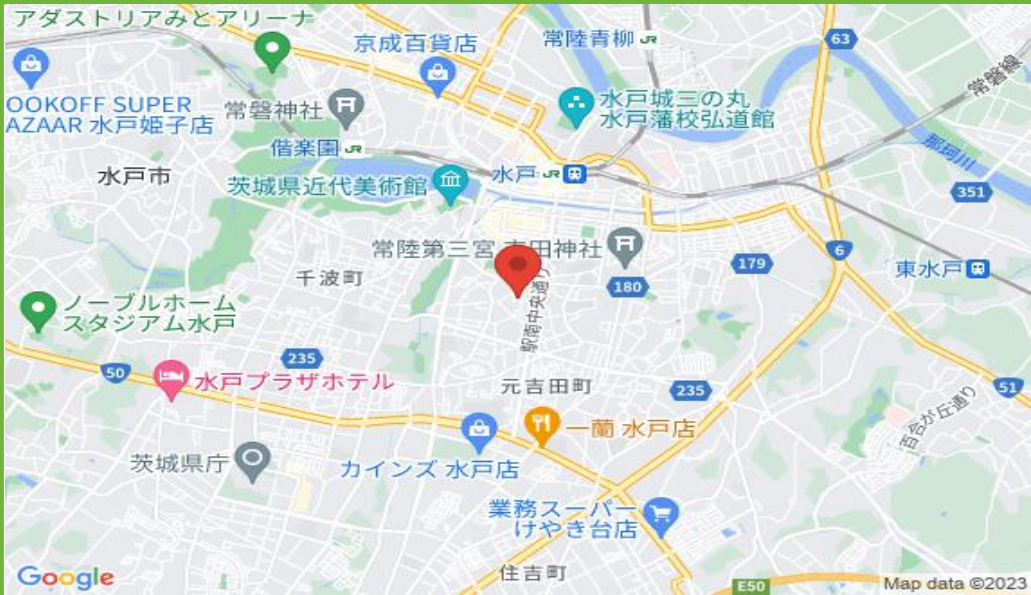 アダストリアみとアリーナ
京成百貨店
常陸青柳 JR
63
常磐線
OOKOFF SUPER
AZAAR 水戸姫子店
常磐神社
水戸城三の丸
水戸藩校弘道館
偕楽園 JR
那珂川
水戸市
茨城県近代美術館
水戸 JR
351
常陸第三宮 吉田神社
179
6
東水戸
千波町
180
ノーブルホーム
スタジアム水戸
駅南中央通り
235
50
水戸プラザホテル
元吉田町
235
51
百合が丘通り
一蘭 水戸店
茨城県庁
カインズ 水戸店
業務スーパー
けやき台店
住吉町
Google
E50
Map data ©2023